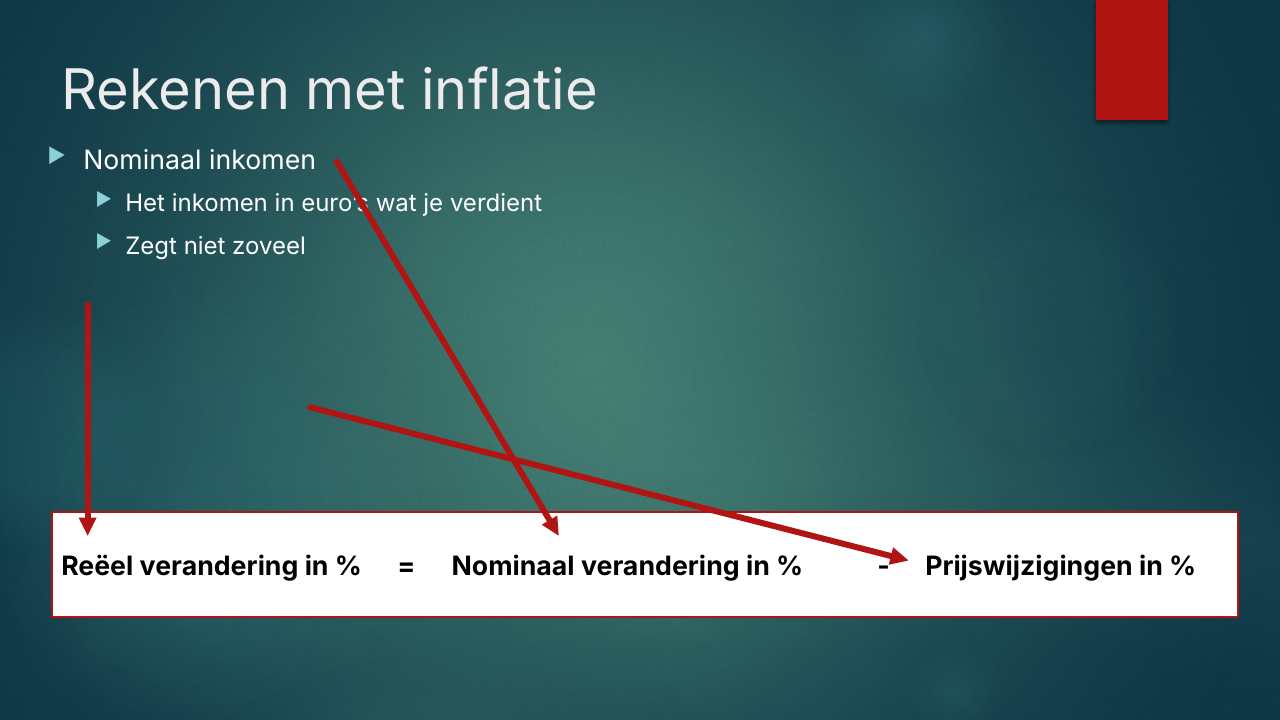 Rekenen met inflatie
Nominaal inkomen
Het inkomen in euro's wat je verdient
Zegt niet zoveel
Reëel verandering in % = Nominaal verandering in % - Prijswijzigingen in %